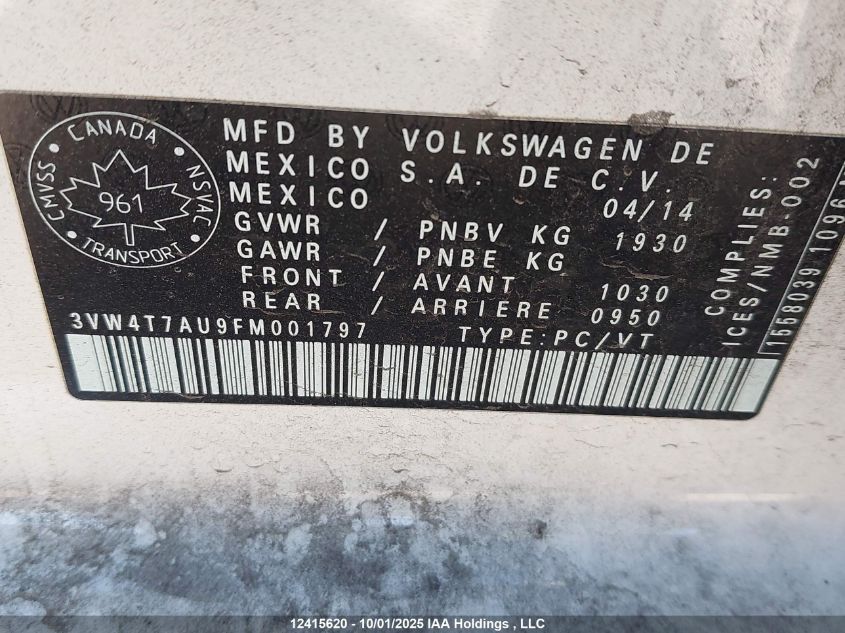 CANADA
CMVSS
NSVAC
961
TRANSPORT
MFD BY VOLKSWAGEN DE
MEXICO S.A. DE C.V.
MEXICO 04/14
GVWR / PNBV KG 1930
GAWR / PNBE KG
FRONT / AVANT 1030
REAR / ARRIERE 0950
3VW4T7AU9FM001797 TYPE:PC/VT
COMPLIES:
ICES/NMB-002
12415620 - 10/01/2025 IAA Holdings , LLC